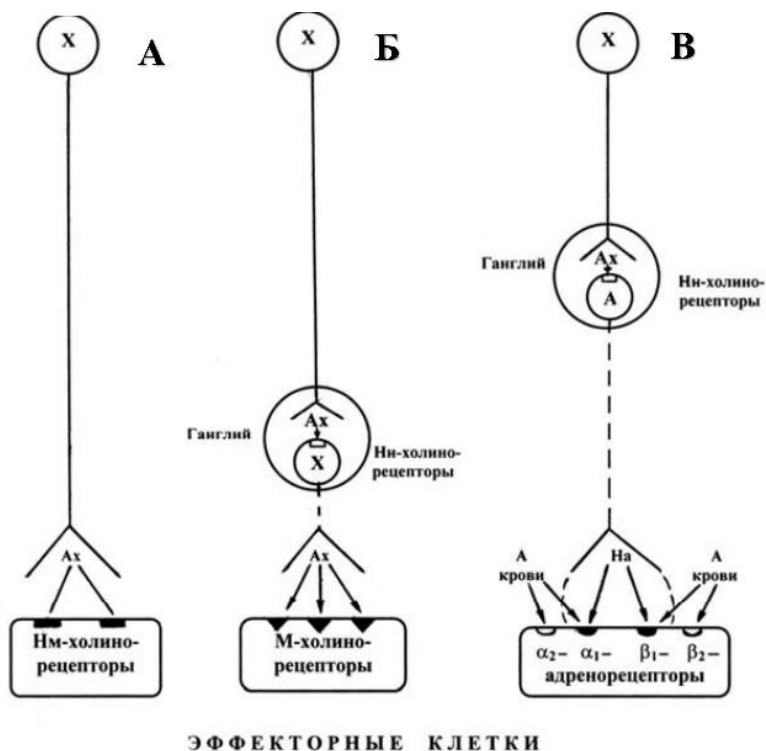 X
А
X
Б
X
В
Ганглий
Ах
Нн-холино-
рецепторы
А
Ганглий
Ах
Нн-холино-
рецепторы
X
Ах
Ах
А
крови
На
А
крови
Нм-холино-
рецепторы
М-холино-
рецепторы
α₂– α₁– β₁– β₂–
адренорецепторы
ЭФФЕКТОРНЫЕ КЛЕТКИ